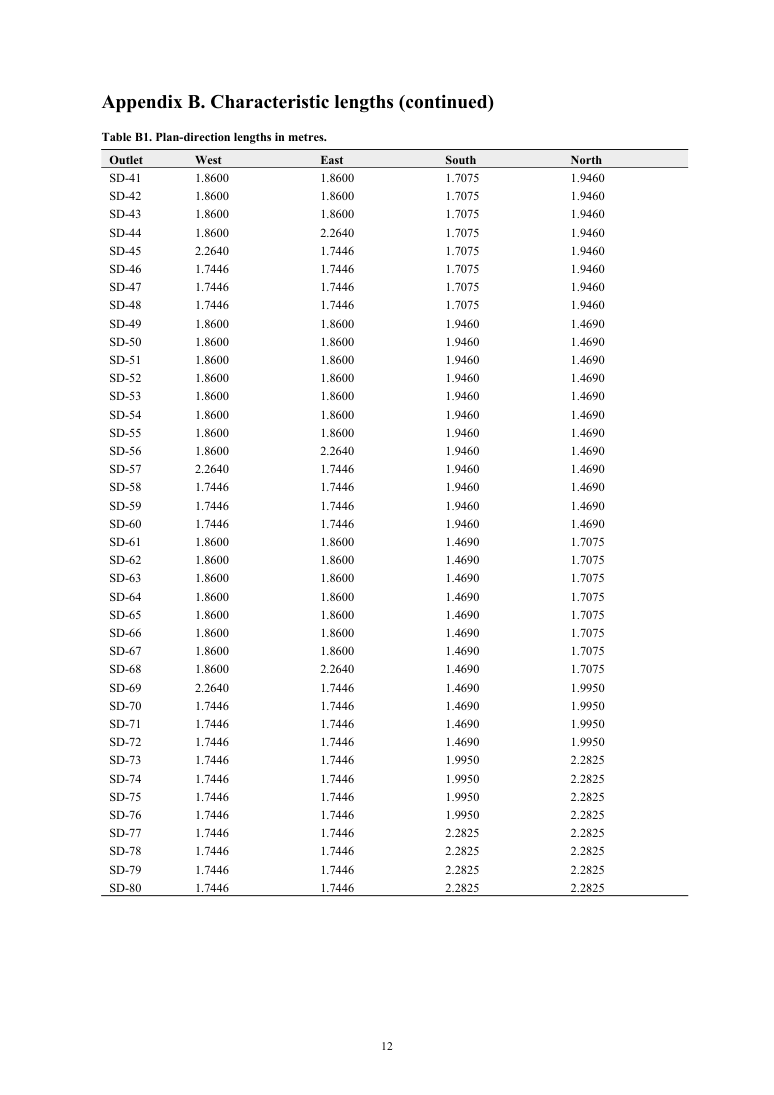 Appendix B. Characteristic lengths (continued)
Table B1. Plan-direction lengths in metres.
Outlet West East South North
SD-41 1.8600 1.8600 1.7075 1.9460
SD-42 1.8600 1.8600 1.7075 1.9460
SD-43 1.8600 1.8600 1.7075 1.9460
SD-44 1.8600 2.2640 1.7075 1.9460
SD-45 2.2640 1.7446 1.7075 1.9460
SD-46 1.7446 1.7446 1.7075 1.9460
SD-47 1.7446 1.7446 1.7075 1.9460
SD-48 1.7446 1.7446 1.7075 1.9460
SD-49 1.8600 1.8600 1.9460 1.4690
SD-50 1.8600 1.8600 1.9460 1.4690
SD-51 1.8600 1.8600 1.9460 1.4690
SD-52 1.8600 1.8600 1.9460 1.4690
SD-53 1.8600 1.8600 1.9460 1.4690
SD-54 1.8600 1.8600 1.9460 1.4690
SD-55 1.8600 1.8600 1.9460 1.4690
SD-56 1.8600 2.2640 1.9460 1.4690
SD-57 2.2640 1.7446 1.9460 1.4690
SD-58 1.7446 1.7446 1.9460 1.4690
SD-59 1.7446 1.7446 1.9460 1.4690
SD-60 1.7446 1.7446 1.9460 1.4690
SD-61 1.8600 1.8600 1.4690 1.7075
SD-62 1.8600 1.8600 1.4690 1.7075
SD-63 1.8600 1.8600 1.4690 1.7075
SD-64 1.8600 1.8600 1.4690 1.7075
SD-65 1.8600 1.8600 1.4690 1.7075
SD-66 1.8600 1.8600 1.4690 1.7075
SD-67 1.8600 1.8600 1.4690 1.7075
SD-68 1.8600 2.2640 1.4690 1.7075
SD-69 2.2640 1.7446 1.4690 1.9950
SD-70 1.7446 1.7446 1.4690 1.9950
SD-71 1.7446 1.7446 1.4690 1.9950
SD-72 1.7446 1.7446 1.4690 1.9950
SD-73 1.7446 1.7446 1.9950 2.2825
SD-74 1.7446 1.7446 1.9950 2.2825
SD-75 1.7446 1.7446 1.9950 2.2825
SD-76 1.7446 1.7446 1.9950 2.2825
SD-77 1.7446 1.7446 2.2825 2.2825
SD-78 1.7446 1.7446 2.2825 2.2825
SD-79 1.7446 1.7446 2.2825 2.2825
SD-80 1.7446 1.7446 2.2825 2.2825
12